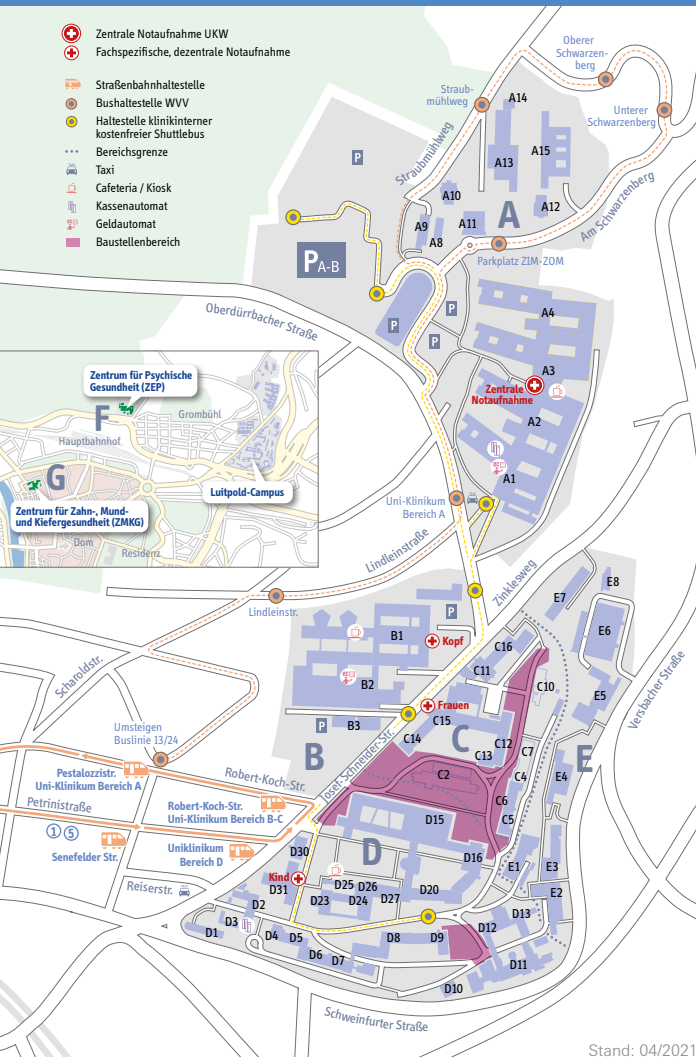 Zentrale Notaufnahme UKW
Fachspezifische, dezentrale Notaufnahme
Straßenbahnhaltestelle
Bushaltestelle WVV
Haltestelle klinikinterner
kostenfreier Shuttlebus
Bereichsgrenze
Taxi
Cafeteria / Kiosk
Kassenautomat
Geldautomat
Baustellenbereich
Oberer
Schwarzen-
berg
Straub-
mühlweg
Unterer
Schwarzenberg
A14
A15
A13
Straubmühlweg
P
A10
A
A12
A9
A11
A8
Am Schwarzenberg
Parkplatz ZIM-ZOM
PA-B
P
P
P
Oberdürrbacher Straße
A4
A3
Zentrale
Notaufnahme
A2
A1
Zentrum für Psychische
Gesundheit (ZEP)
F
Grombühl
Hauptbahnhof
G
Luitpold-Campus
Zentrum für Zahn-, Mund-
und Kiefergesundheit (ZMKG)
Dom
Residenz
Uni-Klinikum
Bereich A
Lindleinstraße
Lindleinstr.
Zinklesweg
P
B1
Kopf
B2
B3
P
B
Frauen
C16
C11
C10
C15
C14
C
C12
C13
C7
C2
C4
C6
C5
E7
E8
E6
E5
E
E4
E1
E3
E2
Versbacher Straße
Scharoldstr.
Umsteigen
Buslinie 13/24
Josef-Schneider-Str.
Robert-Koch-Str.
Pestalozzistr.
Uni-Klinikum Bereich A
Petrinistraße
Robert-Koch-Str.
Uni-Klinikum Bereich B-C
1 5
Senefelder Str.
Uniklinikum
Bereich D
Reiserstr.
D15
D
D16
D30
Kind
D31
D25
D26
D23
D24
D27
D20
D2
D3
D1
D4
D5
D6
D7
D8
D9
D12
D13
D11
D10
Schweinfurter Straße
Stand: 04/2021